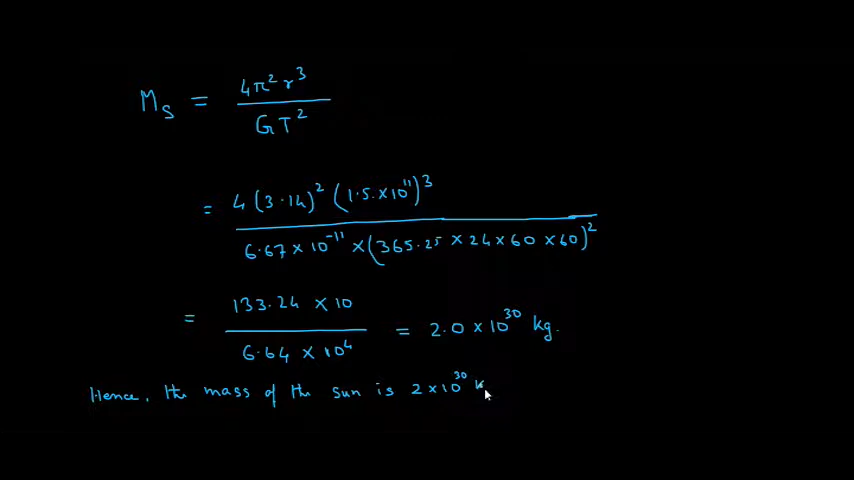 M_S = 4π² r³ / G T²
= 4 (3.14)² (1.5 × 10¹¹)³ / 6.67 × 10⁻¹¹ × (365.25 × 24 × 60 × 60)²
= 133.24 × 10 / 6.64 × 10⁴ = 2.0 × 10³⁰ kg.
Hence, the mass of the sun is 2 × 10³⁰ k